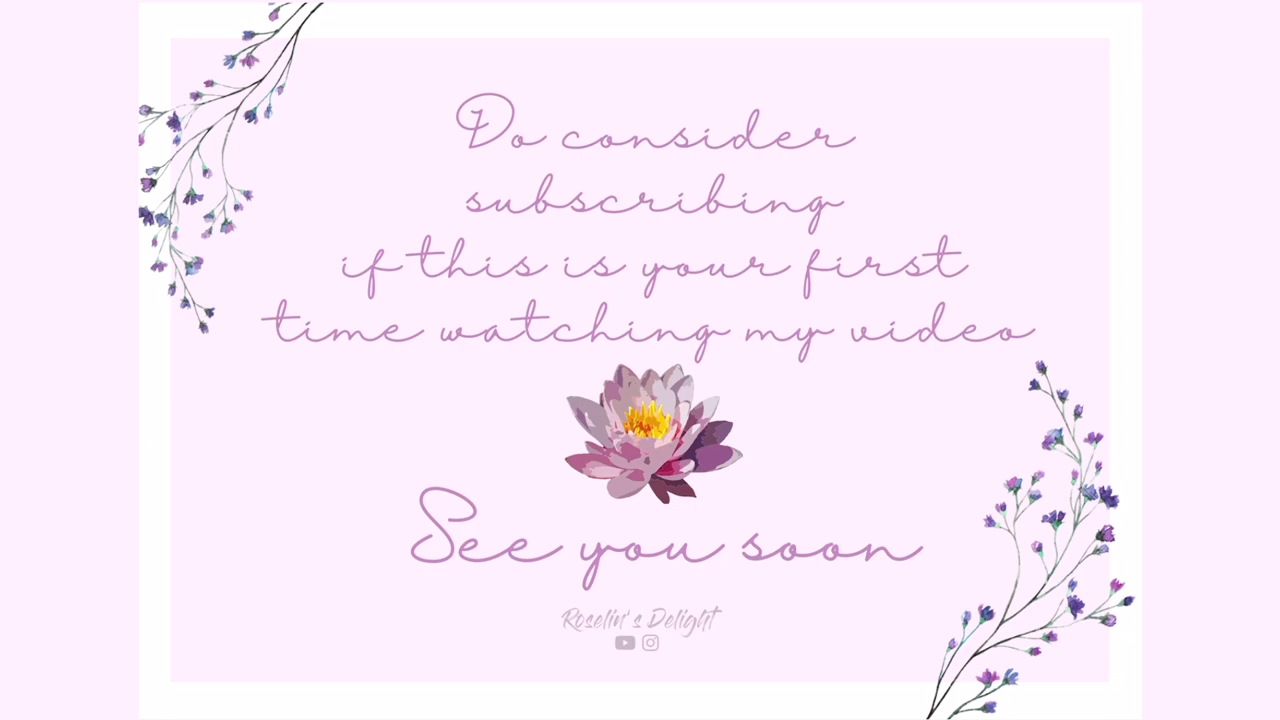 Do consider
subscribing
if this is your first
time watching my video
See you soon
Roselin's Delight